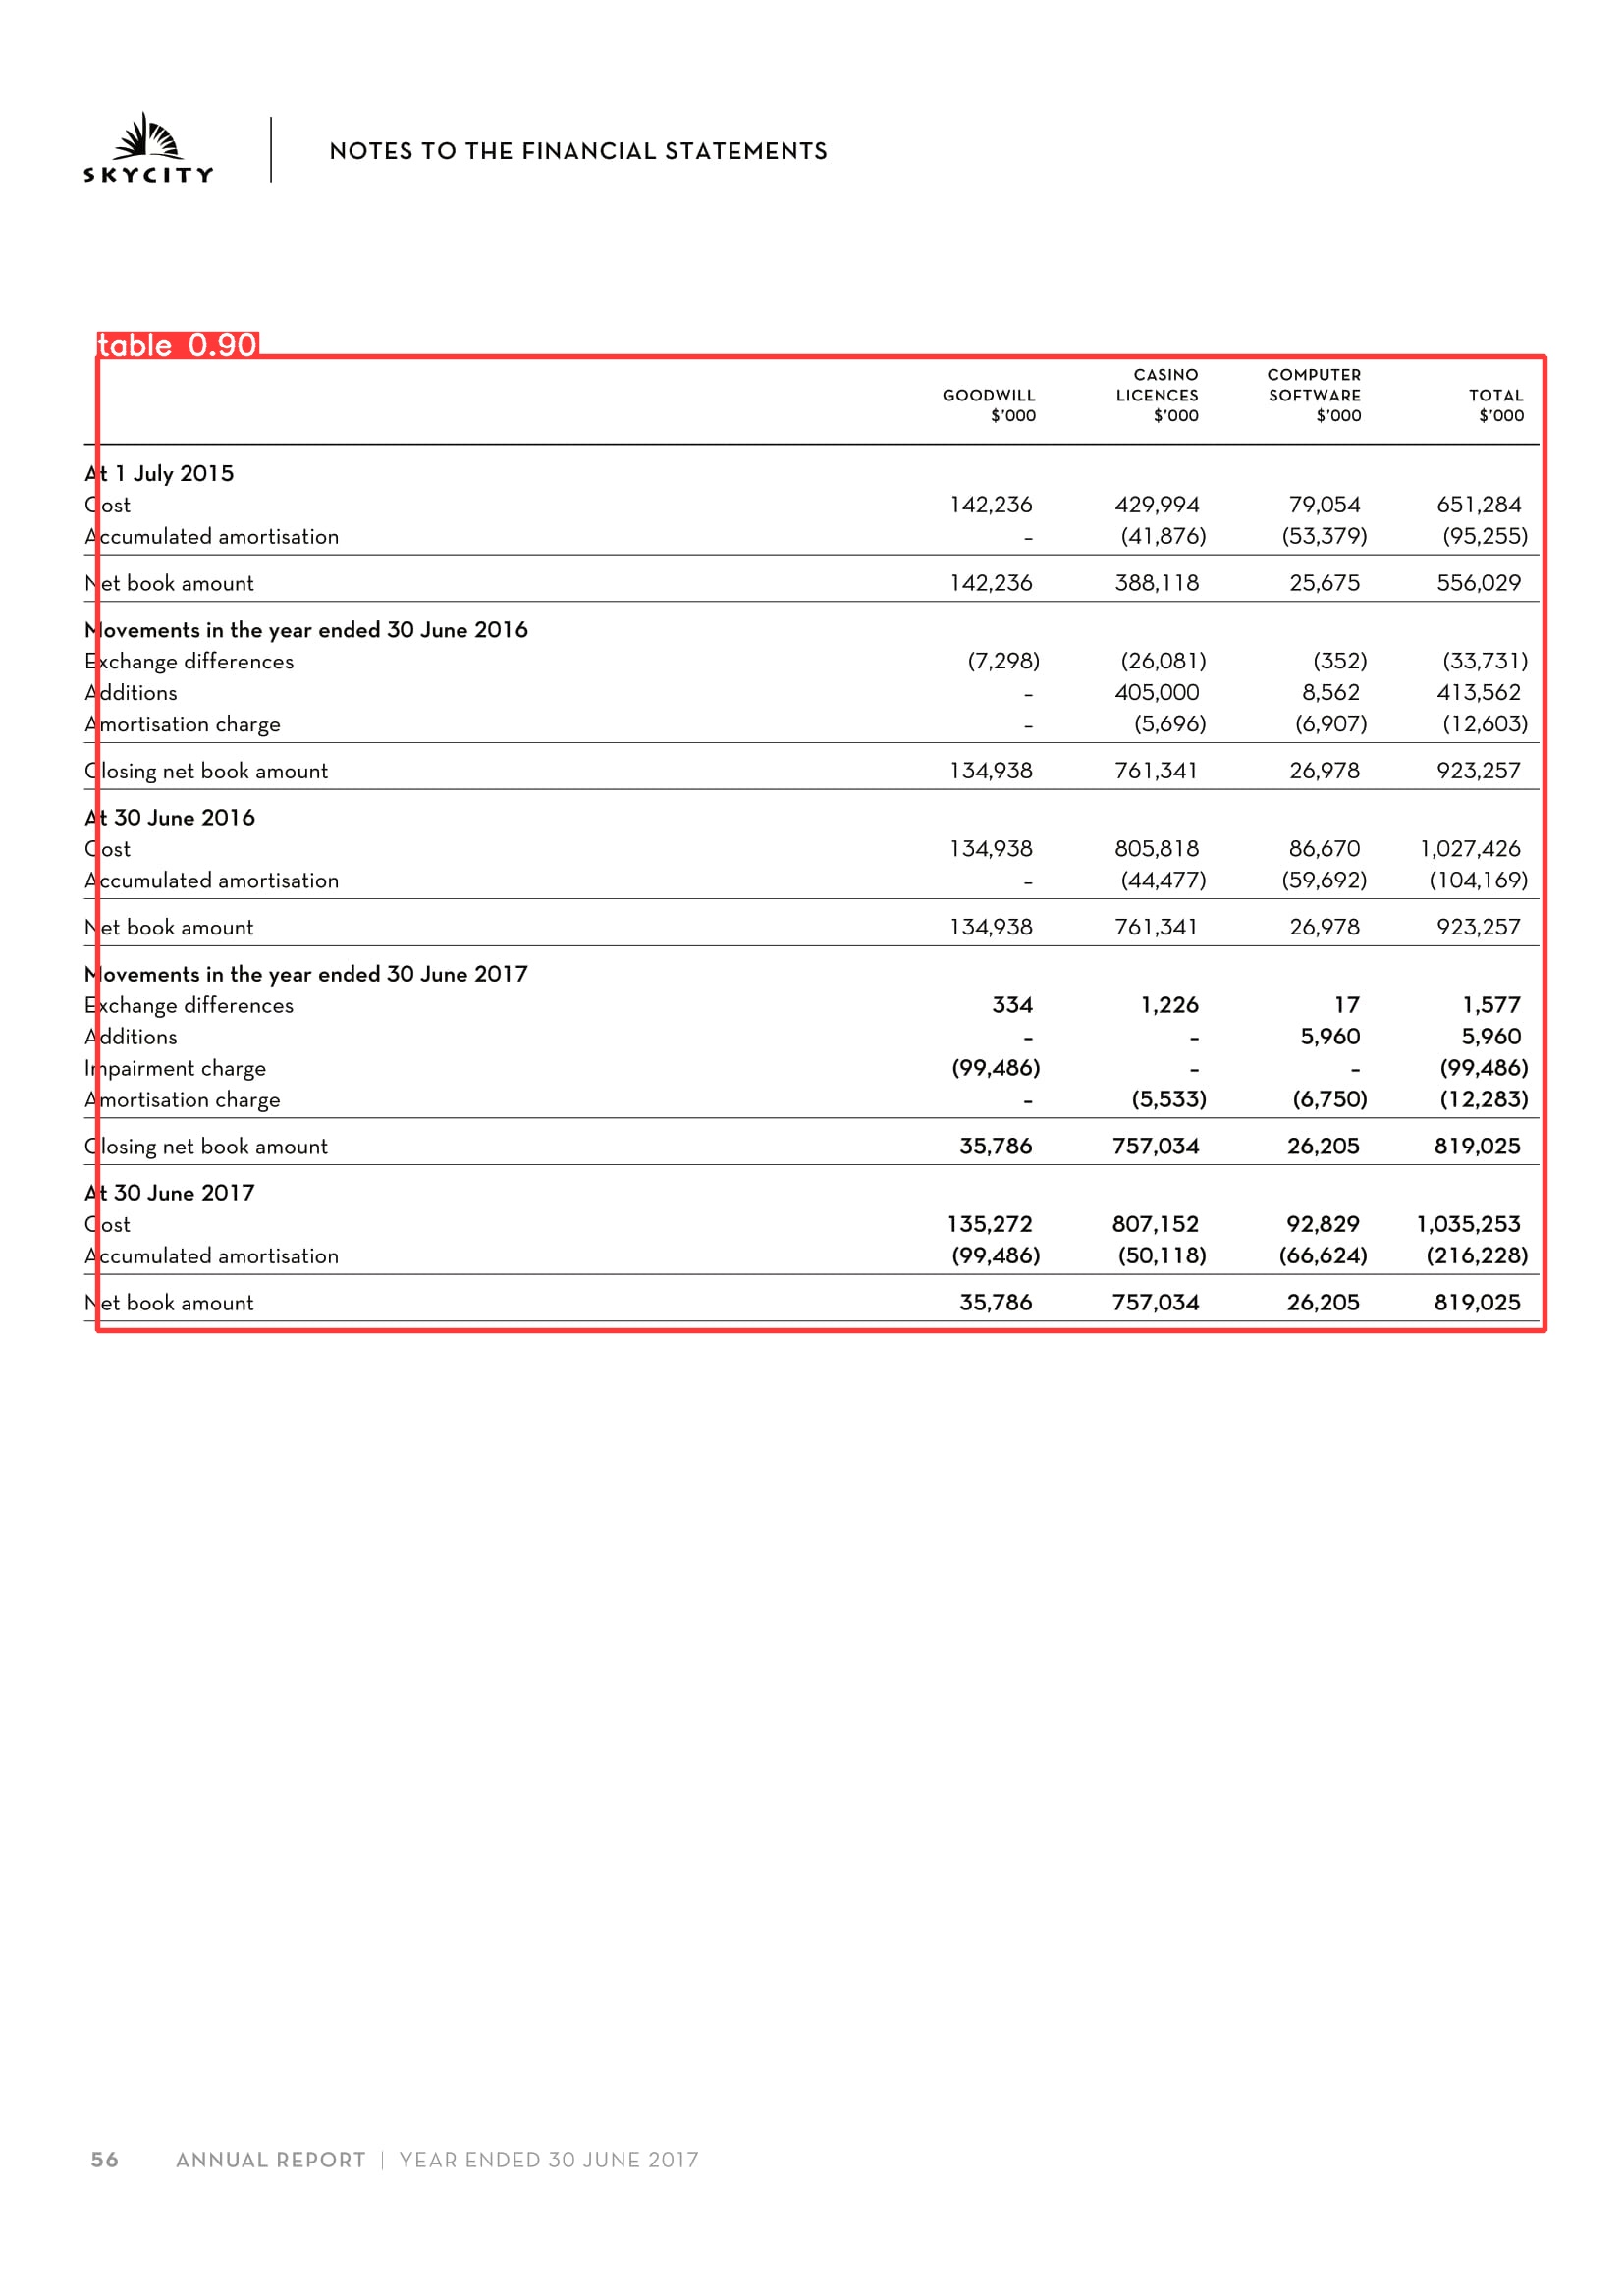 SKYCITY
NOTES TO THE FINANCIAL STATEMENTS
table 0.90
GOODWILL $'000 CASINO LICENCES $'000 COMPUTER SOFTWARE $'000 TOTAL $'000
At 1 July 2015
Cost 142,236 429,994 79,054 651,284
Accumulated amortisation – (41,876) (53,379) (95,255)
Net book amount 142,236 388,118 25,675 556,029
Movements in the year ended 30 June 2016
Exchange differences (7,298) (26,081) (352) (33,731)
Additions – 405,000 8,562 413,562
Amortisation charge – (5,696) (6,907) (12,603)
Closing net book amount 134,938 761,341 26,978 923,257
At 30 June 2016
Cost 134,938 805,818 86,670 1,027,426
Accumulated amortisation – (44,477) (59,692) (104,169)
Net book amount 134,938 761,341 26,978 923,257
Movements in the year ended 30 June 2017
Exchange differences 334 1,226 17 1,577
Additions – – 5,960 5,960
Impairment charge (99,486) – – (99,486)
Amortisation charge – (5,533) (6,750) (12,283)
Closing net book amount 35,786 757,034 26,205 819,025
At 30 June 2017
Cost 135,272 807,152 92,829 1,035,253
Accumulated amortisation (99,486) (50,118) (66,624) (216,228)
Net book amount 35,786 757,034 26,205 819,025
56 ANNUAL REPORT | YEAR ENDED 30 JUNE 2017